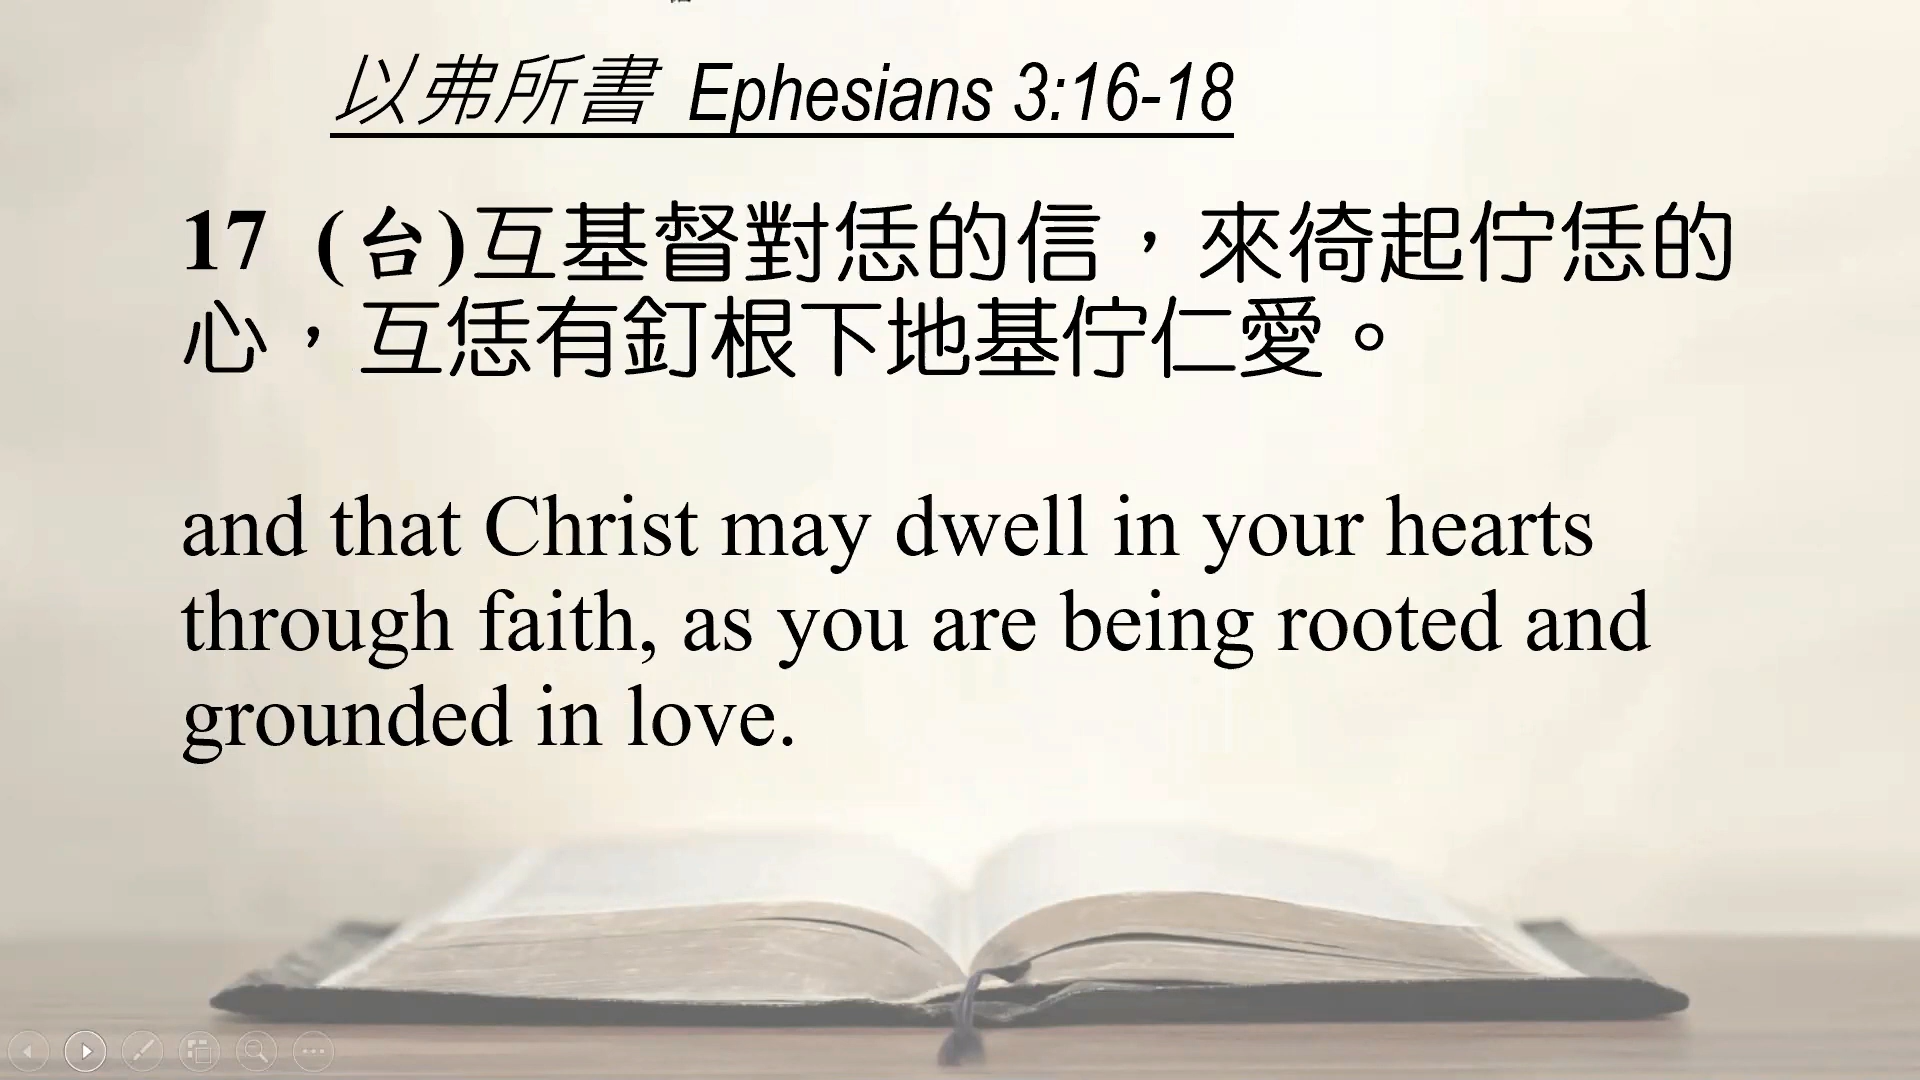 以弗所書 Ephesians 3:16-18
17 (台)互基督對恁的信，來徛起佇恁的
心，互恁有釘根下地基佇仁愛。
and that Christ may dwell in your hearts
through faith, as you are being rooted and
grounded in love.